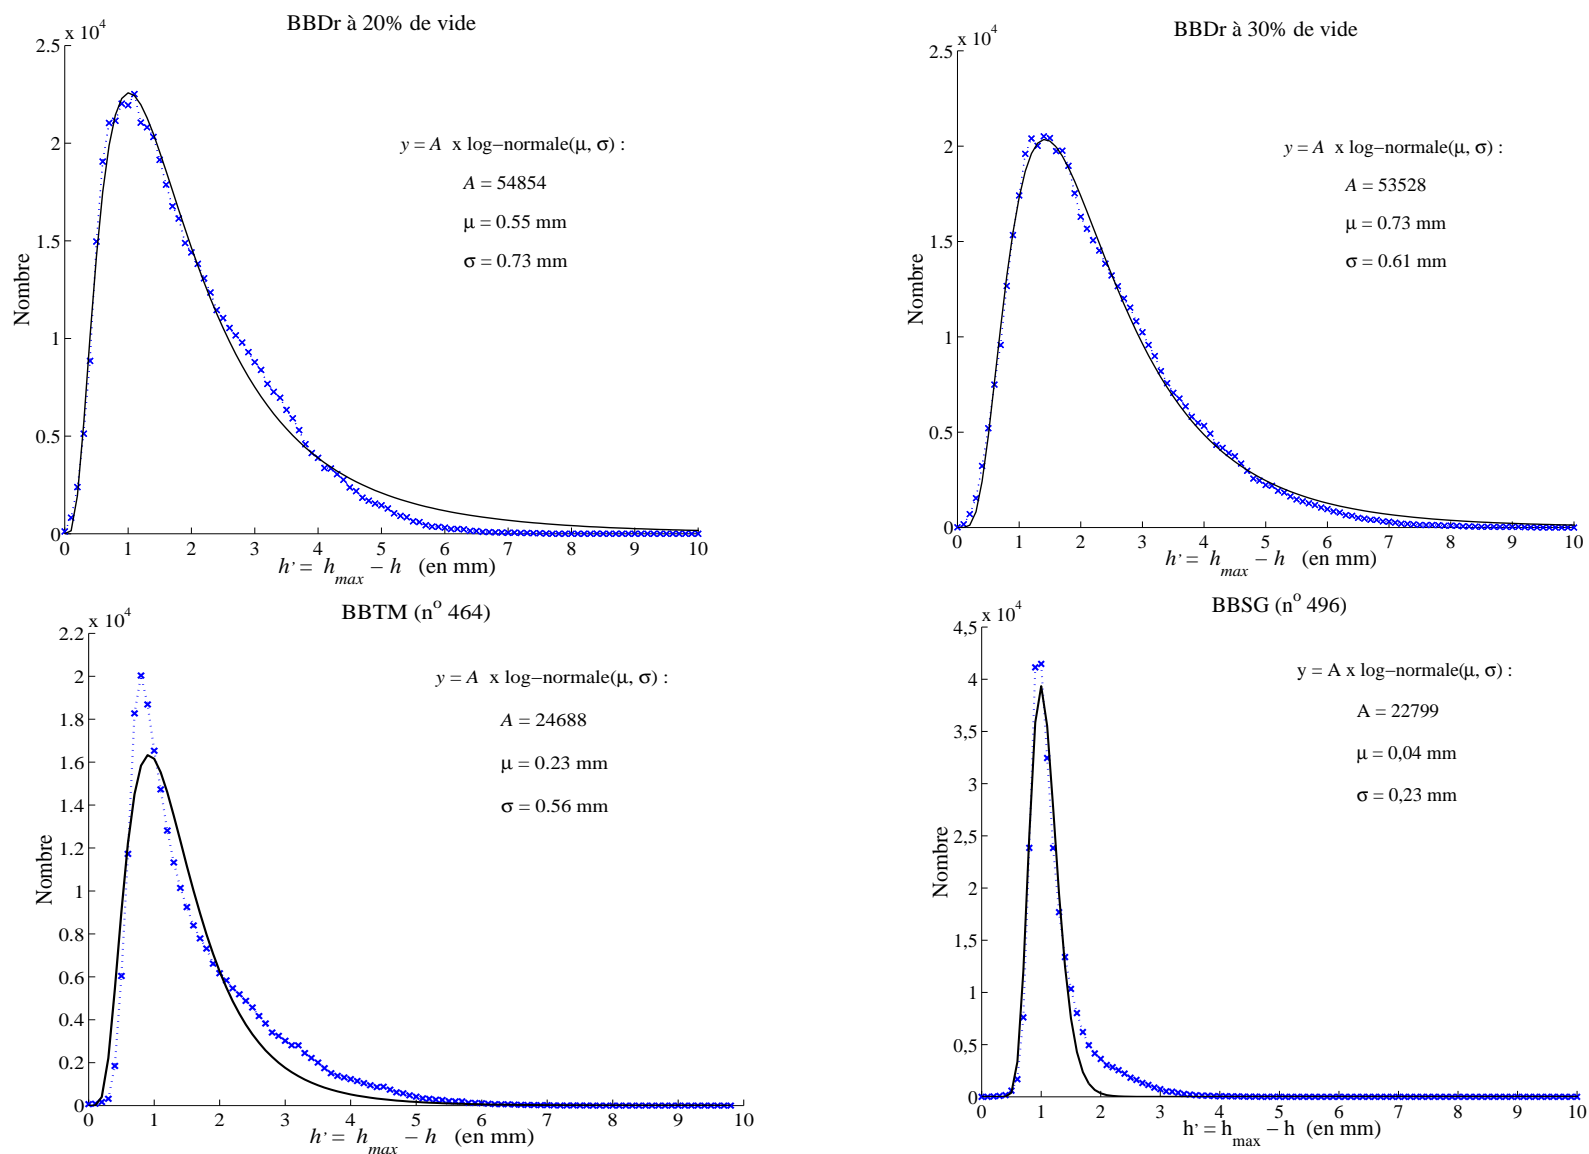 BBDr à 20% de vide
x 10⁴
2.5
2
1.5
1
0.5
0
Nombre
y = A x log−normale(μ, σ) :
A = 54854
μ = 0.55 mm
σ = 0.73 mm
0 1 2 3 4 5 6 7 8 9 10
h' = h_max − h (en mm)
BBDr à 30% de vide
x 10⁴
2.5
2
1.5
1
0.5
0
Nombre
y = A x log−normale(μ, σ) :
A = 53528
μ = 0.73 mm
σ = 0.61 mm
0 1 2 3 4 5 6 7 8 9 10
h' = h_max − h (en mm)
BBTM (nº 464)
x 10⁴
2.2
2
1.8
1.6
1.4
1.2
1
0.8
0.6
0.4
0.2
0
Nombre
y = A x log−normale(μ, σ) :
A = 24688
μ = 0.23 mm
σ = 0.56 mm
0 1 2 3 4 5 6 7 8 9 10
h' = h_max − h (en mm)
BBSG (nº 496)
x 10⁴
4,5
4
3,5
3
2,5
2
1,5
1
0,5
0
Nombre
y = A x log−normale(μ, σ) :
A = 22799
μ = 0,04 mm
σ = 0,23 mm
0 1 2 3 4 5 6 7 8 9 10
h' = h_max − h (en mm)